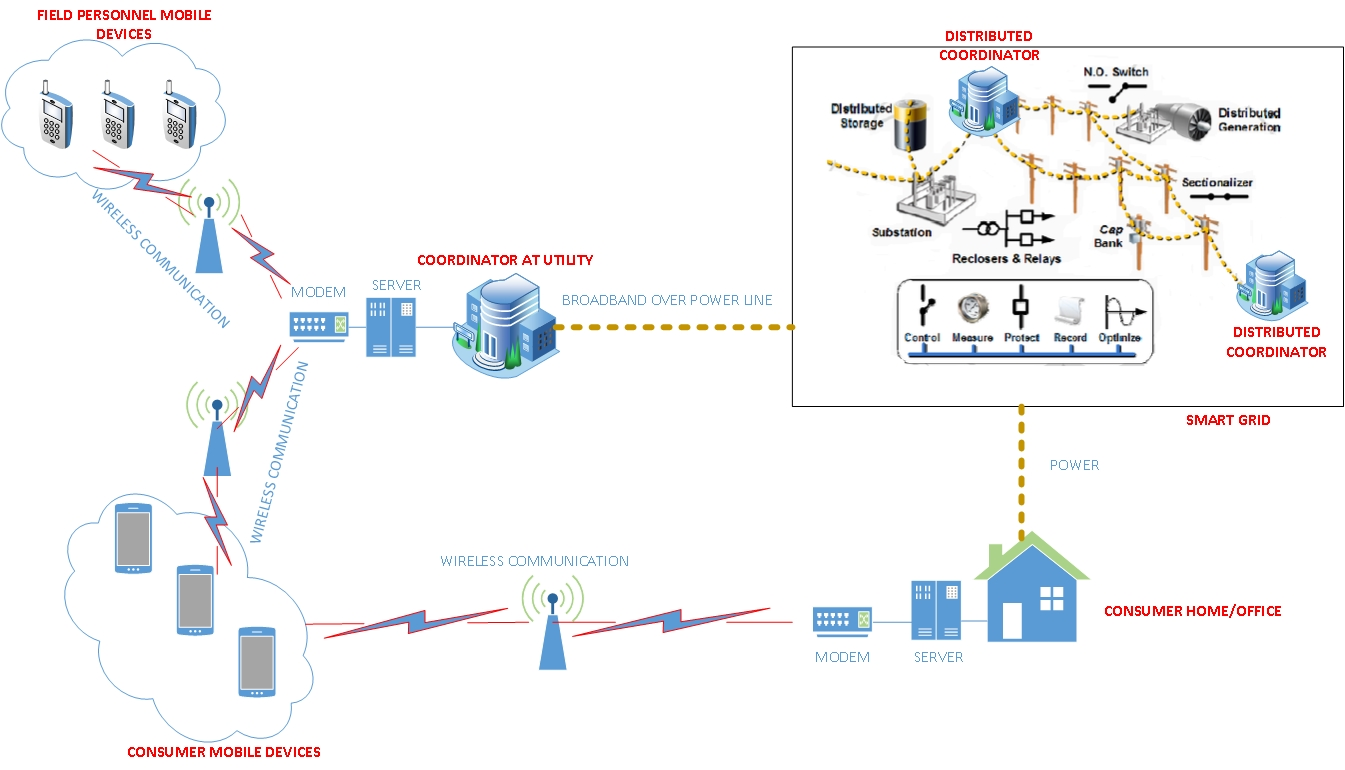 FIELD PERSONNEL MOBILE
DEVICES
WIRELESS COMMUNICATION
MODEM
SERVER
COORDINATOR AT UTILITY
BROADBAND OVER POWER LINE
DISTRIBUTED
COORDINATOR
N.O. Switch
Distributed
Storage
Distributed
Generation
Sectionalizer
Substation
Cap
Bank
Reclosers & Relays
Control
Measure
Protect
Record
Optimize
DISTRIBUTED
COORDINATOR
SMART GRID
POWER
WIRELESS COMMUNICATION
WIRELESS COMMUNICATION
CONSUMER HOME/OFFICE
MODEM
SERVER
CONSUMER MOBILE DEVICES